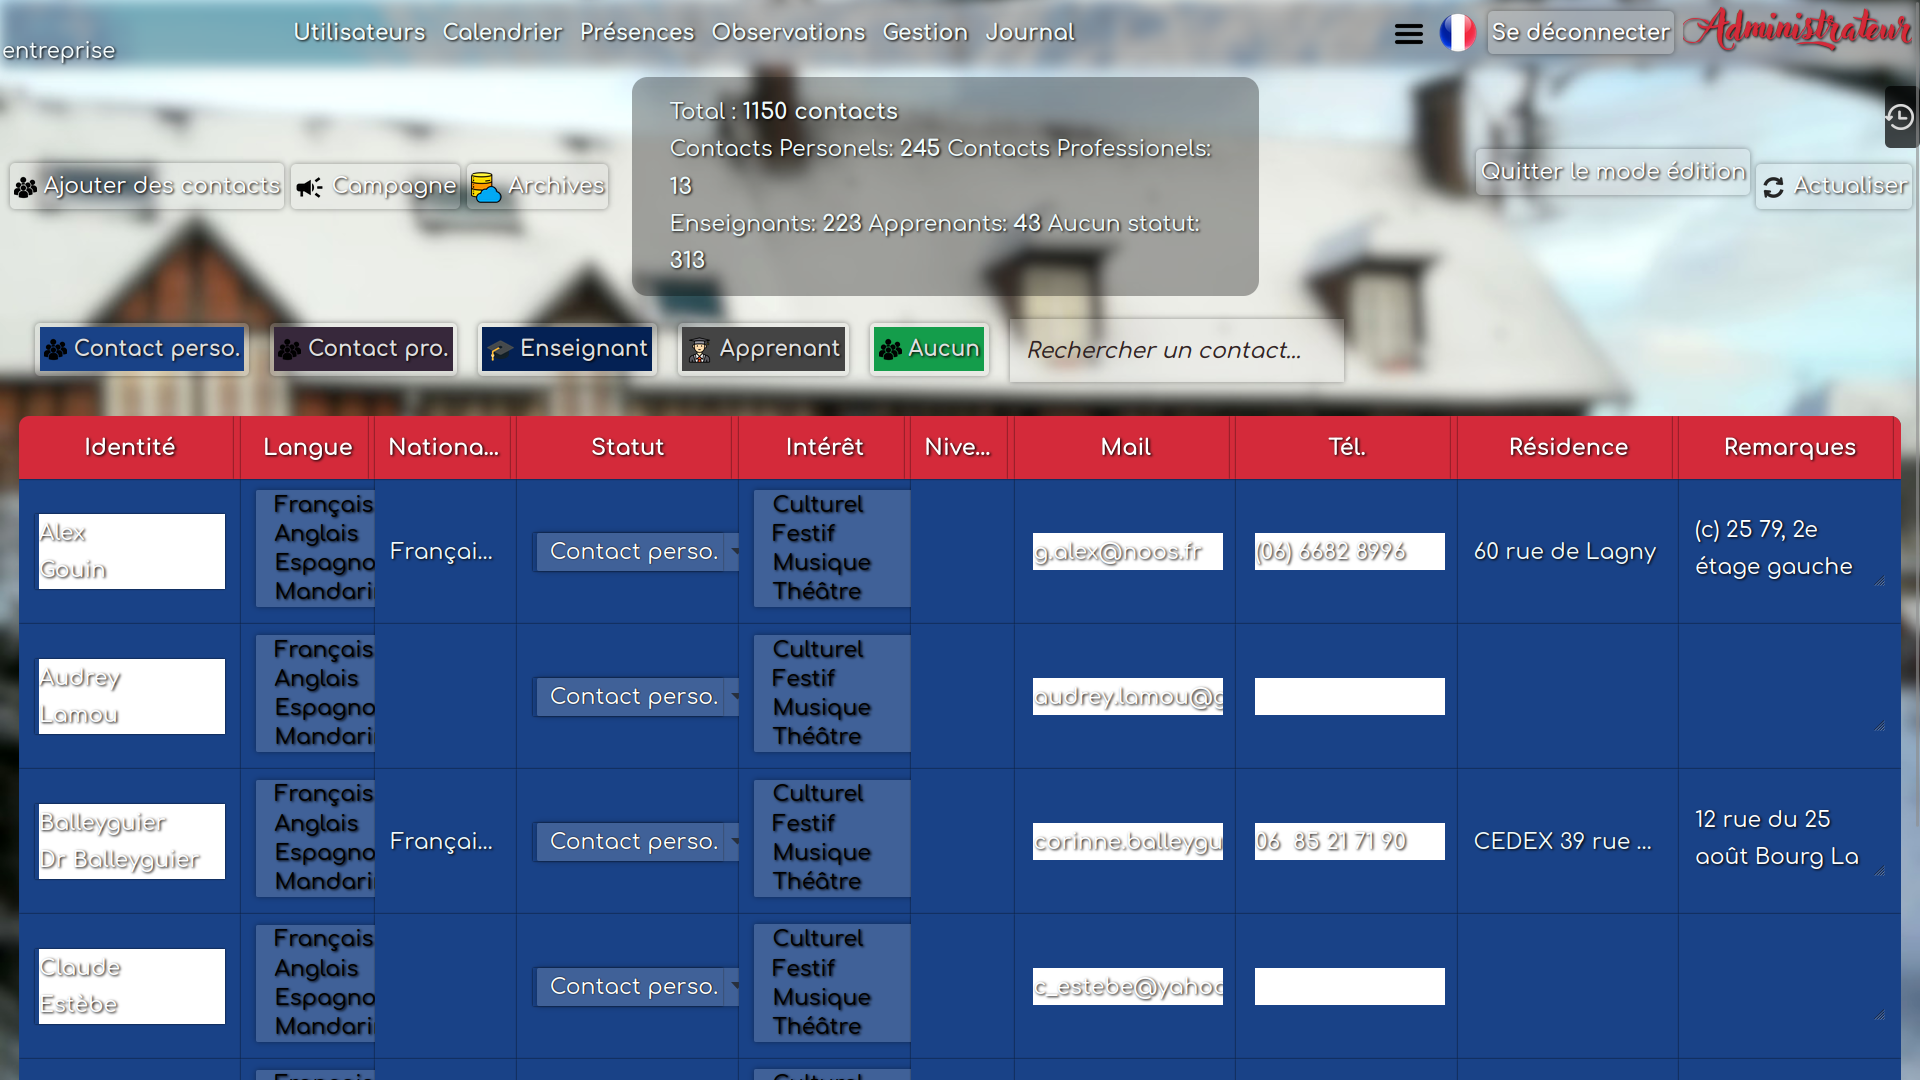 entreprise
Utilisateurs Calendrier Présences Observations Gestion Journal
Se déconnecter
Administrateur
Total : 1150 contacts
Contacts Personels: 245 Contacts Professionels:
13
Enseignants: 223 Apprenants: 43 Aucun statut:
313
Ajouter des contacts
Campagne
Archives
Quitter le mode édition
Actualiser
Contact perso.
Contact pro.
Enseignant
Apprenant
Aucun
Rechercher un contact...
Identité Langue Nationa... Statut Intérêt Nive... Mail Tél. Résidence Remarques
Alex
Gouin
Français
Anglais
Espagno
Mandari
Françai...
Contact perso.
Culturel
Festif
Musique
Théâtre
g.alex@noos.fr
(06) 6682 8996
60 rue de Lagny
(c) 25 79, 2e
étage gauche
Audrey
Lamou
Français
Anglais
Espagno
Mandari
Contact perso.
Culturel
Festif
Musique
Théâtre
audrey.lamou@g
Balleyguier
Dr Balleyguier
Français
Anglais
Espagno
Mandari
Françai...
Contact perso.
Culturel
Festif
Musique
Théâtre
corinne.balleygu
06 85 21 71 90
CEDEX 39 rue ...
12 rue du 25
août Bourg La
Claude
Estèbe
Français
Anglais
Espagno
Mandari
Contact perso.
Culturel
Festif
Musique
Théâtre
c_estebe@yahoo